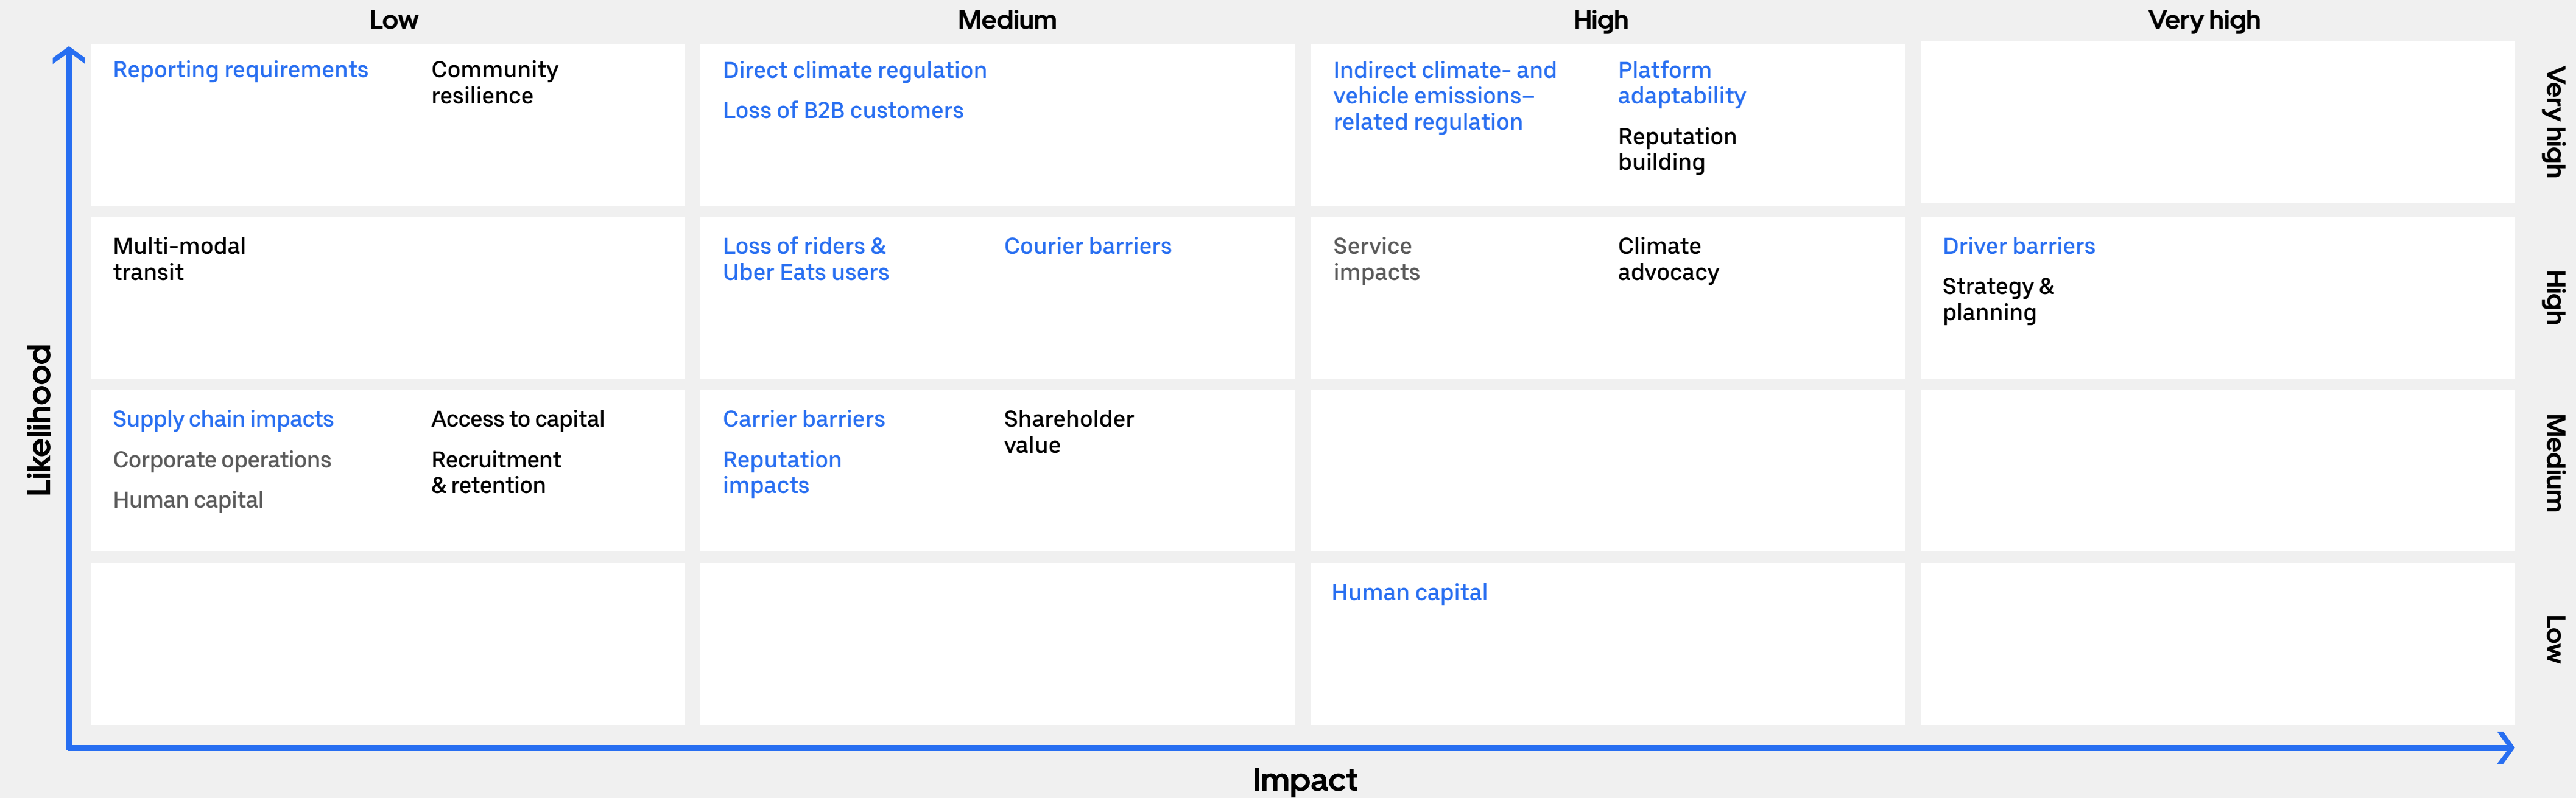 Low
Medium
High
Very high
Reporting requirements
Community
resilience
Direct climate regulation
Loss of B2B customers
Indirect climate- and
vehicle emissions–
related regulation
Platform
adaptability
Reputation
building
Very high
Multi-modal
transit
Loss of riders &
Uber Eats users
Courier barriers
Service
impacts
Climate
advocacy
Driver barriers
Strategy &
planning
High
Likelihood
Supply chain impacts
Corporate operations
Human capital
Access to capital
Recruitment
& retention
Carrier barriers
Reputation
impacts
Shareholder
value
Medium
Human capital
Low
Impact